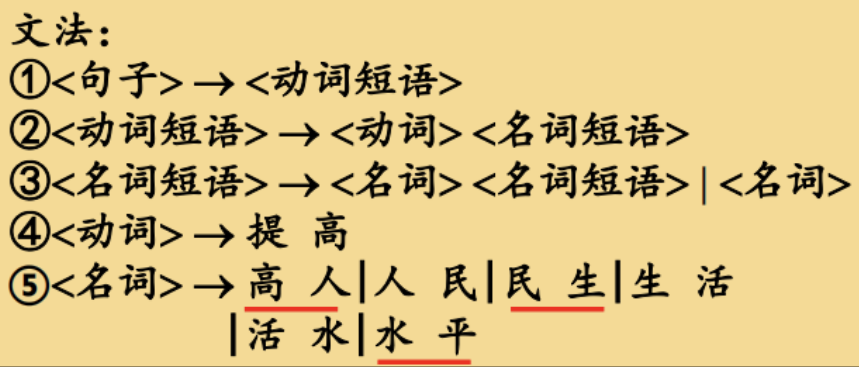 文法：
①<句子>→<动词短语>
②<动词短语>→<动词><名词短语>
③<名词短语>→<名词><名词短语>|<名词>
④<动词>→提 高
⑤<名词>→高 人|人 民|民 生|生 活
|活 水|水 平